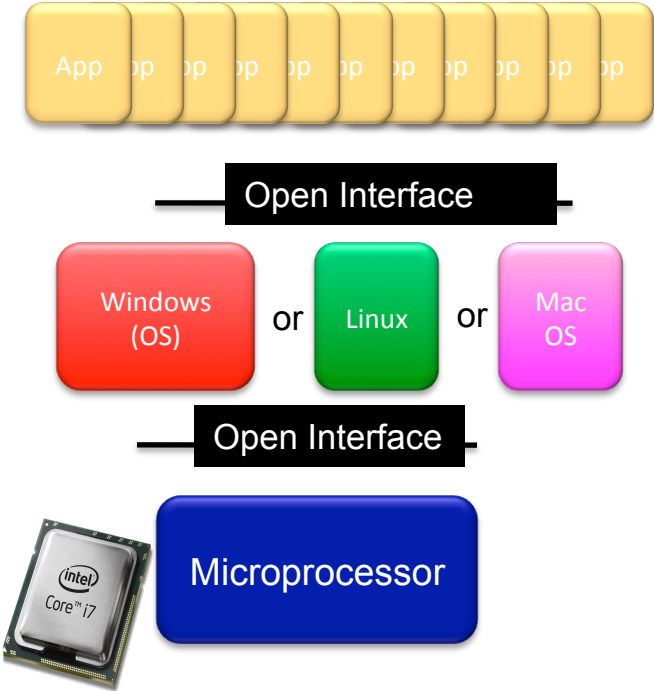 App pp pp pp pp pp pp pp pp pp pp
Open Interface
Windows
(OS)
or
Linux
or
Mac
OS
Open Interface
Microprocessor
intel
Core™ i7